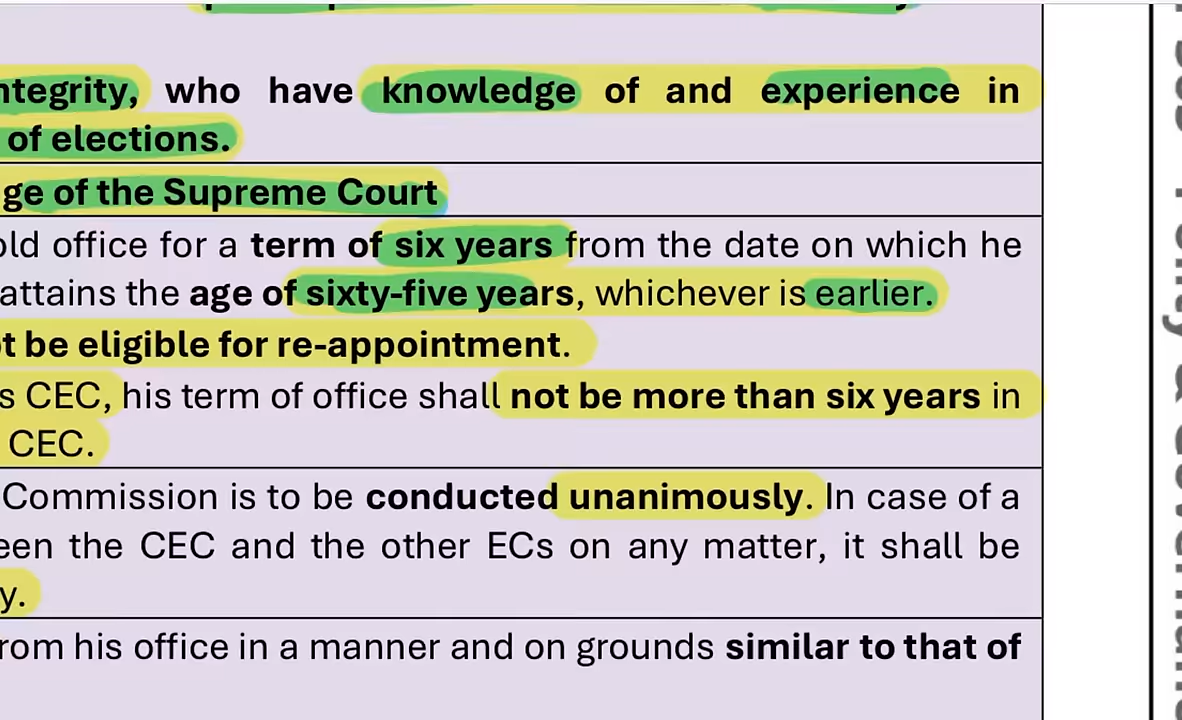 ntegrity, who have knowledge of and experience in
of elections.
ge of the Supreme Court
old office for a term of six years from the date on which he
attains the age of sixty-five years, whichever is earlier.
t be eligible for re-appointment.
s CEC, his term of office shall not be more than six years in
CEC.
Commission is to be conducted unanimously. In case of a
een the CEC and the other ECs on any matter, it shall be
y.
rom his office in a manner and on grounds similar to that of